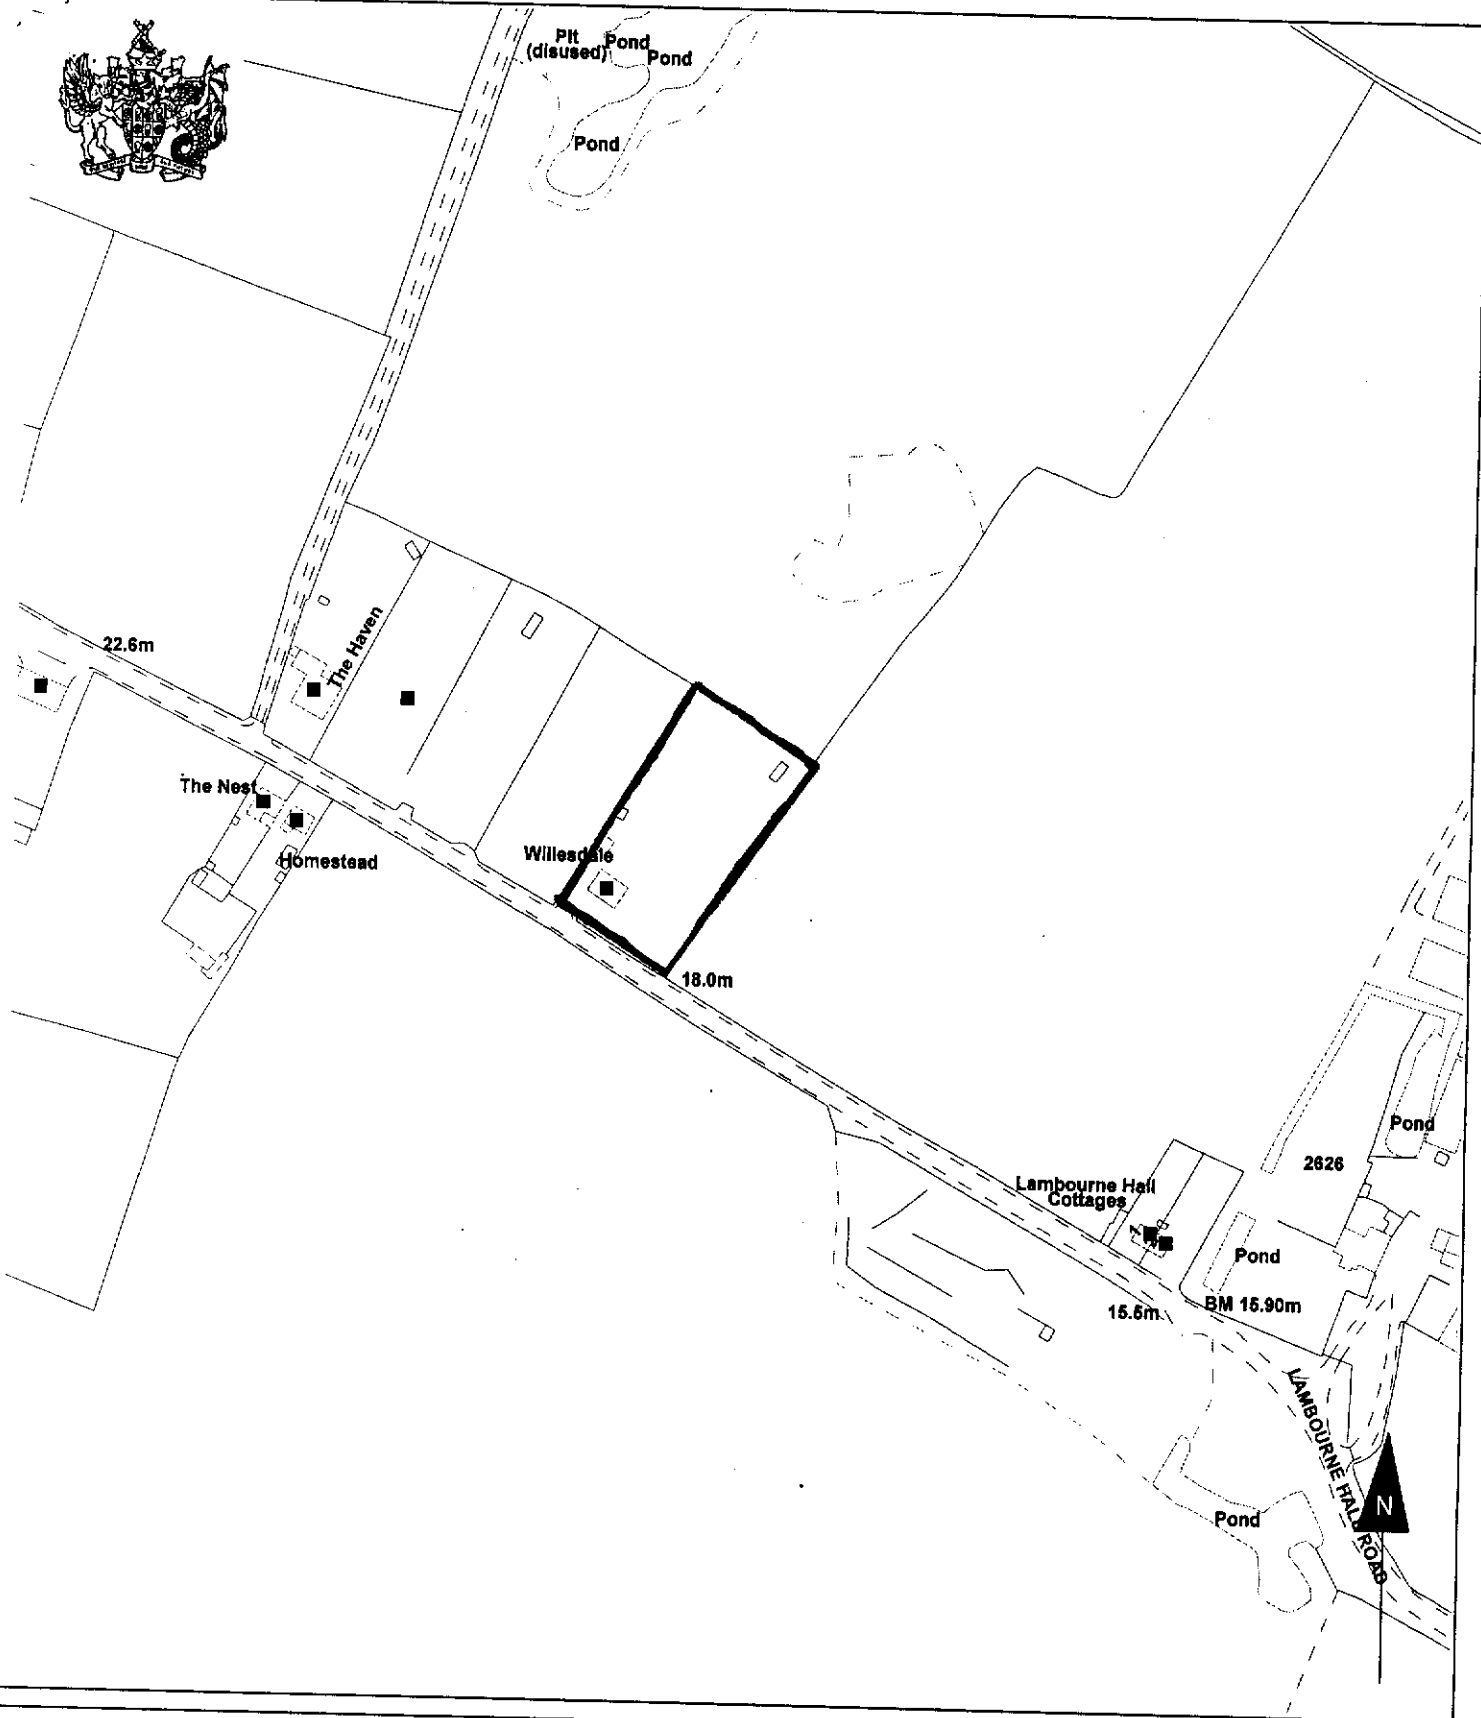 Pit
(disused)
Pond
Pond
Pond
22.6m
The Haven
The Nest
Homestead
Willesdale
18.0m
Pond
2626
Lambourne Hall
Cottages
Pond
15.5m
BM 15.90m
LAMBOURNE HALL ROAD
N
Pond